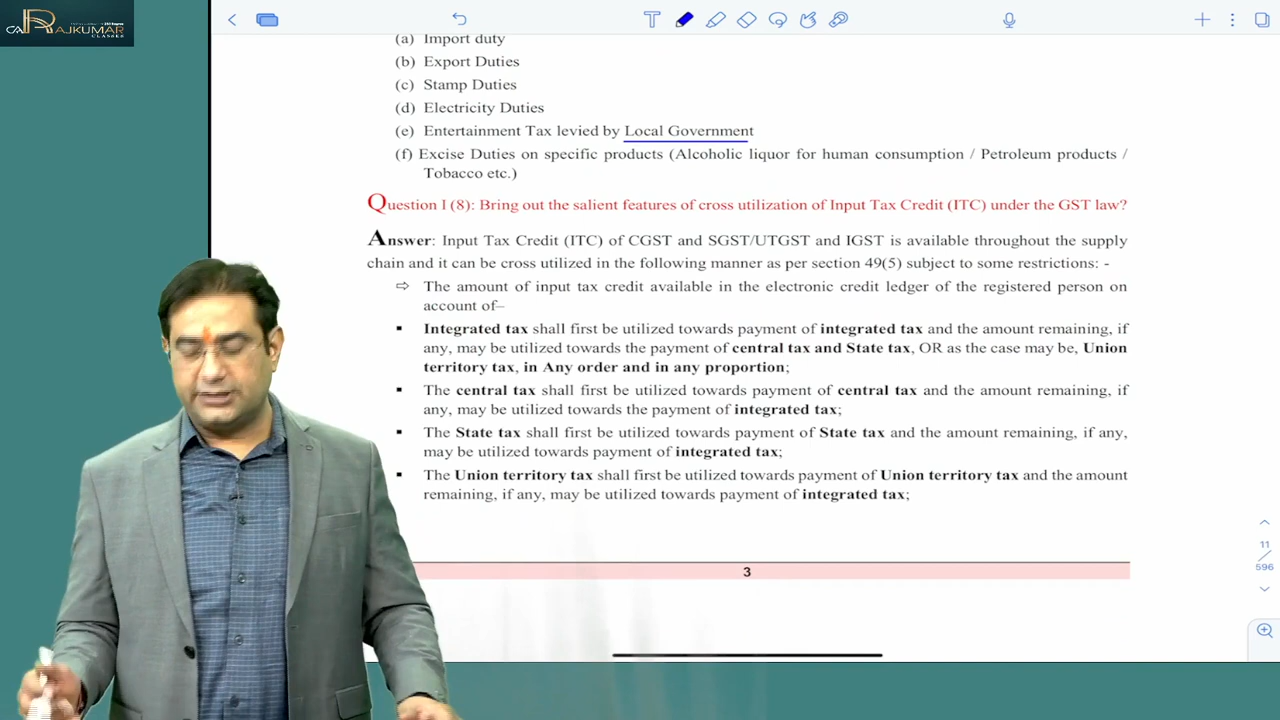 CA RAJKUMAR
CLASSES
(a) Import duty
(b) Export Duties
(c) Stamp Duties
(d) Electricity Duties
(e) Entertainment Tax levied by Local Government
(f) Excise Duties on specific products (Alcoholic liquor for human consumption / Petroleum products /
Tobacco etc.)
Question I (8): Bring out the salient features of cross utilization of Input Tax Credit (ITC) under the GST law?
Answer: Input Tax Credit (ITC) of CGST and SGST/UTGST and IGST is available throughout the supply
chain and it can be cross utilized in the following manner as per section 49(5) subject to some restrictions: -
⇨ The amount of input tax credit available in the electronic credit ledger of the registered person on
account of–
▪ Integrated tax shall first be utilized towards payment of integrated tax and the amount remaining, if
any, may be utilized towards the payment of central tax and State tax, OR as the case may be, Union
territory tax, in Any order and in any proportion;
▪ The central tax shall first be utilized towards payment of central tax and the amount remaining, if
any, may be utilized towards the payment of integrated tax;
▪ The State tax shall first be utilized towards payment of State tax and the amount remaining, if any,
may be utilized towards payment of integrated tax;
▪ The Union territory tax shall first be utilized towards payment of Union territory tax and the amount
remaining, if any, may be utilized towards payment of integrated tax;
3
11
596